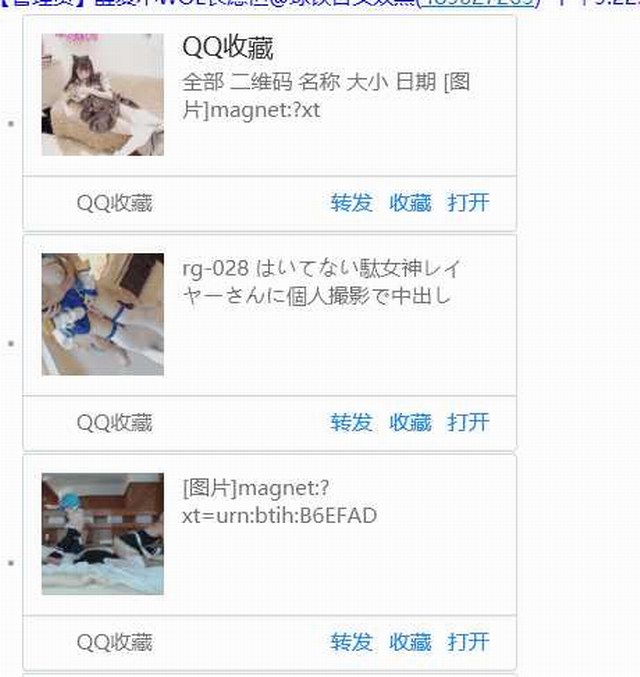 QQ收藏
全部 二维码 名称 大小 日期 [图
片]magnet:?xt
QQ收藏 转发 收藏 打开
rg-028 はいてない駄女神レイ
ヤーさんに個人撮影で中出し
QQ收藏 转发 收藏 打开
[图片]magnet:?
xt=urn:btih:B6EFAD
QQ收藏 转发 收藏 打开